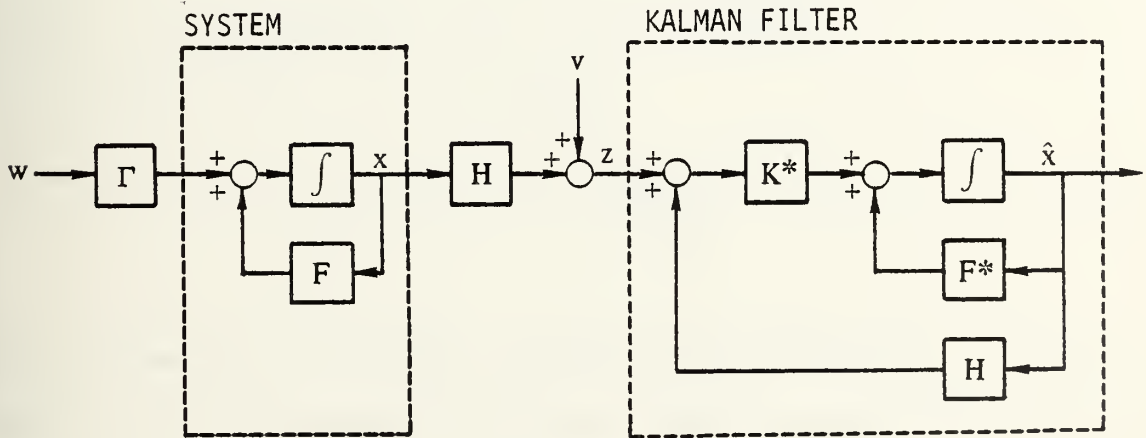 SYSTEM
KALMAN FILTER
v
w
Γ
+
+
∫
x
H
+
+
z
+
+
K*
+
+
∫
x̂
F
F*
H